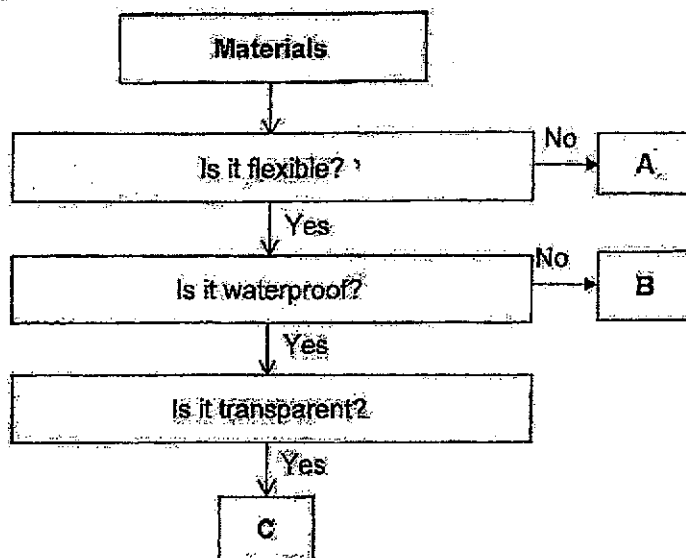 Materials
Is it flexible?
No
A
Yes
Is it waterproof?
No
B
Yes
Is it transparent?
Yes
C